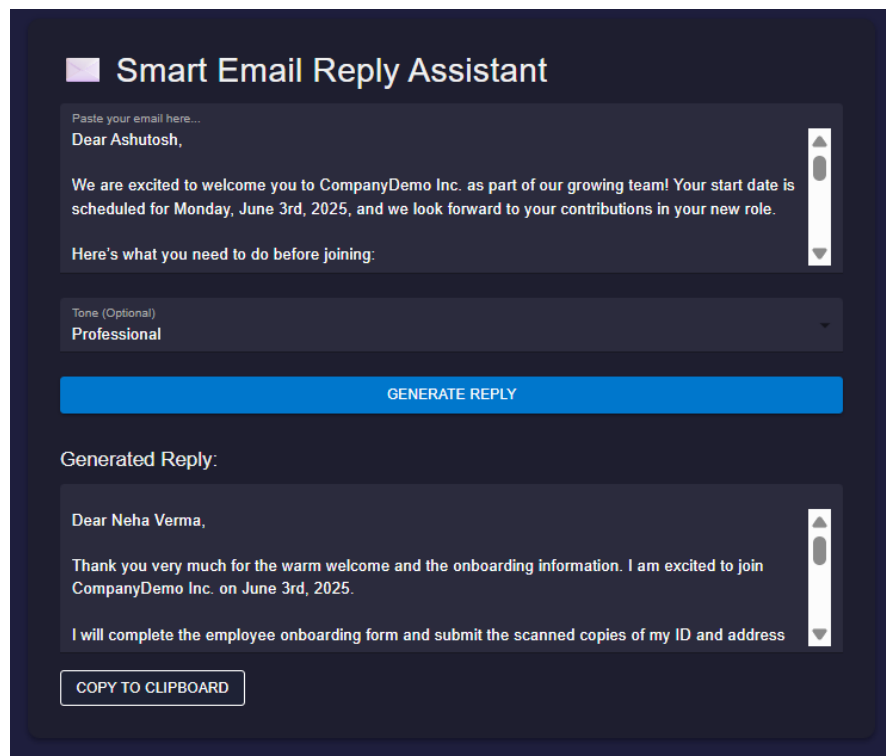 Smart Email Reply Assistant
Paste your email here...
Dear Ashutosh,
We are excited to welcome you to CompanyDemo Inc. as part of our growing team! Your start date is
scheduled for Monday, June 3rd, 2025, and we look forward to your contributions in your new role.
Here's what you need to do before joining:
Tone (Optional)
Professional
GENERATE REPLY
Generated Reply:
Dear Neha Verma,
Thank you very much for the warm welcome and the onboarding information. I am excited to join
CompanyDemo Inc. on June 3rd, 2025.
I will complete the employee onboarding form and submit the scanned copies of my ID and address
COPY TO CLIPBOARD